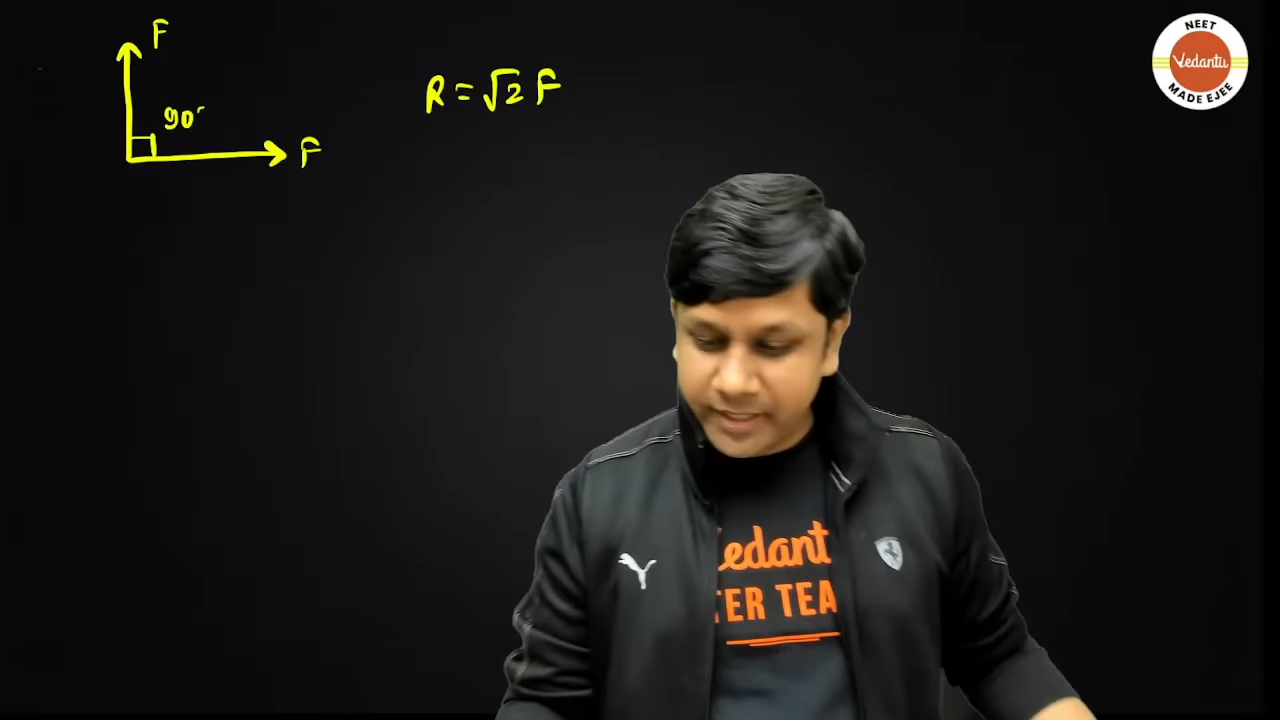 F
90°
F
R = √2 F
NEET
Vedantu
MADE EJEE
edant
TER TEA